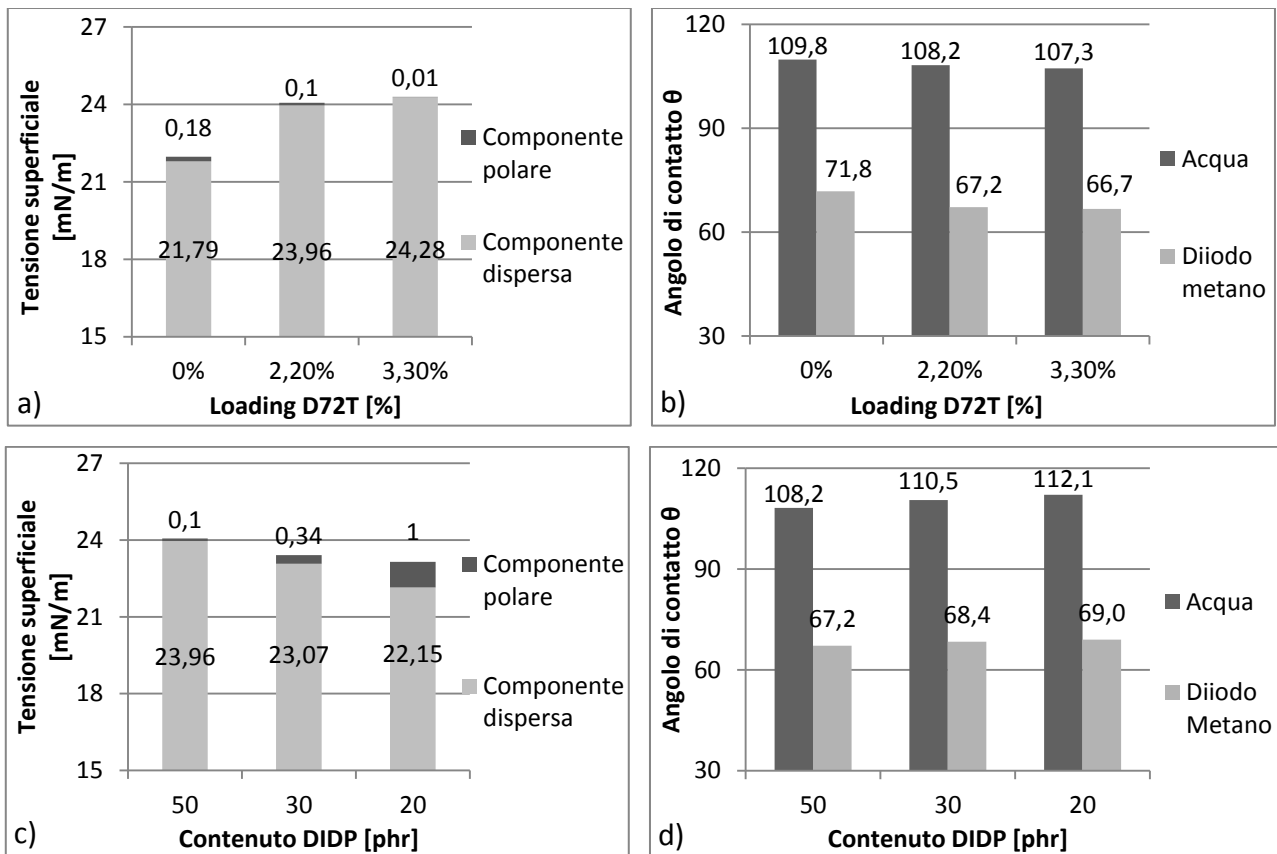 27
24
21
18
15
Tensione superficiale
[mN/m]
0,18
0,1
0,01
21,79
23,96
24,28
0%
2,20%
3,30%
Loading D72T [%]
Componente
polare
Componente
dispersa
a)
120
90
60
30
Angolo di contatto θ
109,8
108,2
107,3
71,8
67,2
66,7
0%
2,20%
3,30%
Loading D72T [%]
Acqua
Diiodo
metano
b)
27
24
21
18
15
Tensione superficiale
[mN/m]
0,1
0,34
1
23,96
23,07
22,15
50
30
20
Contenuto DIDP [phr]
Componente
polare
Componente
dispersa
c)
120
90
60
30
Angolo di contatto θ
108,2
110,5
112,1
67,2
68,4
69,0
50
30
20
Contenuto DIDP [phr]
Acqua
Diiodo
Metano
d)